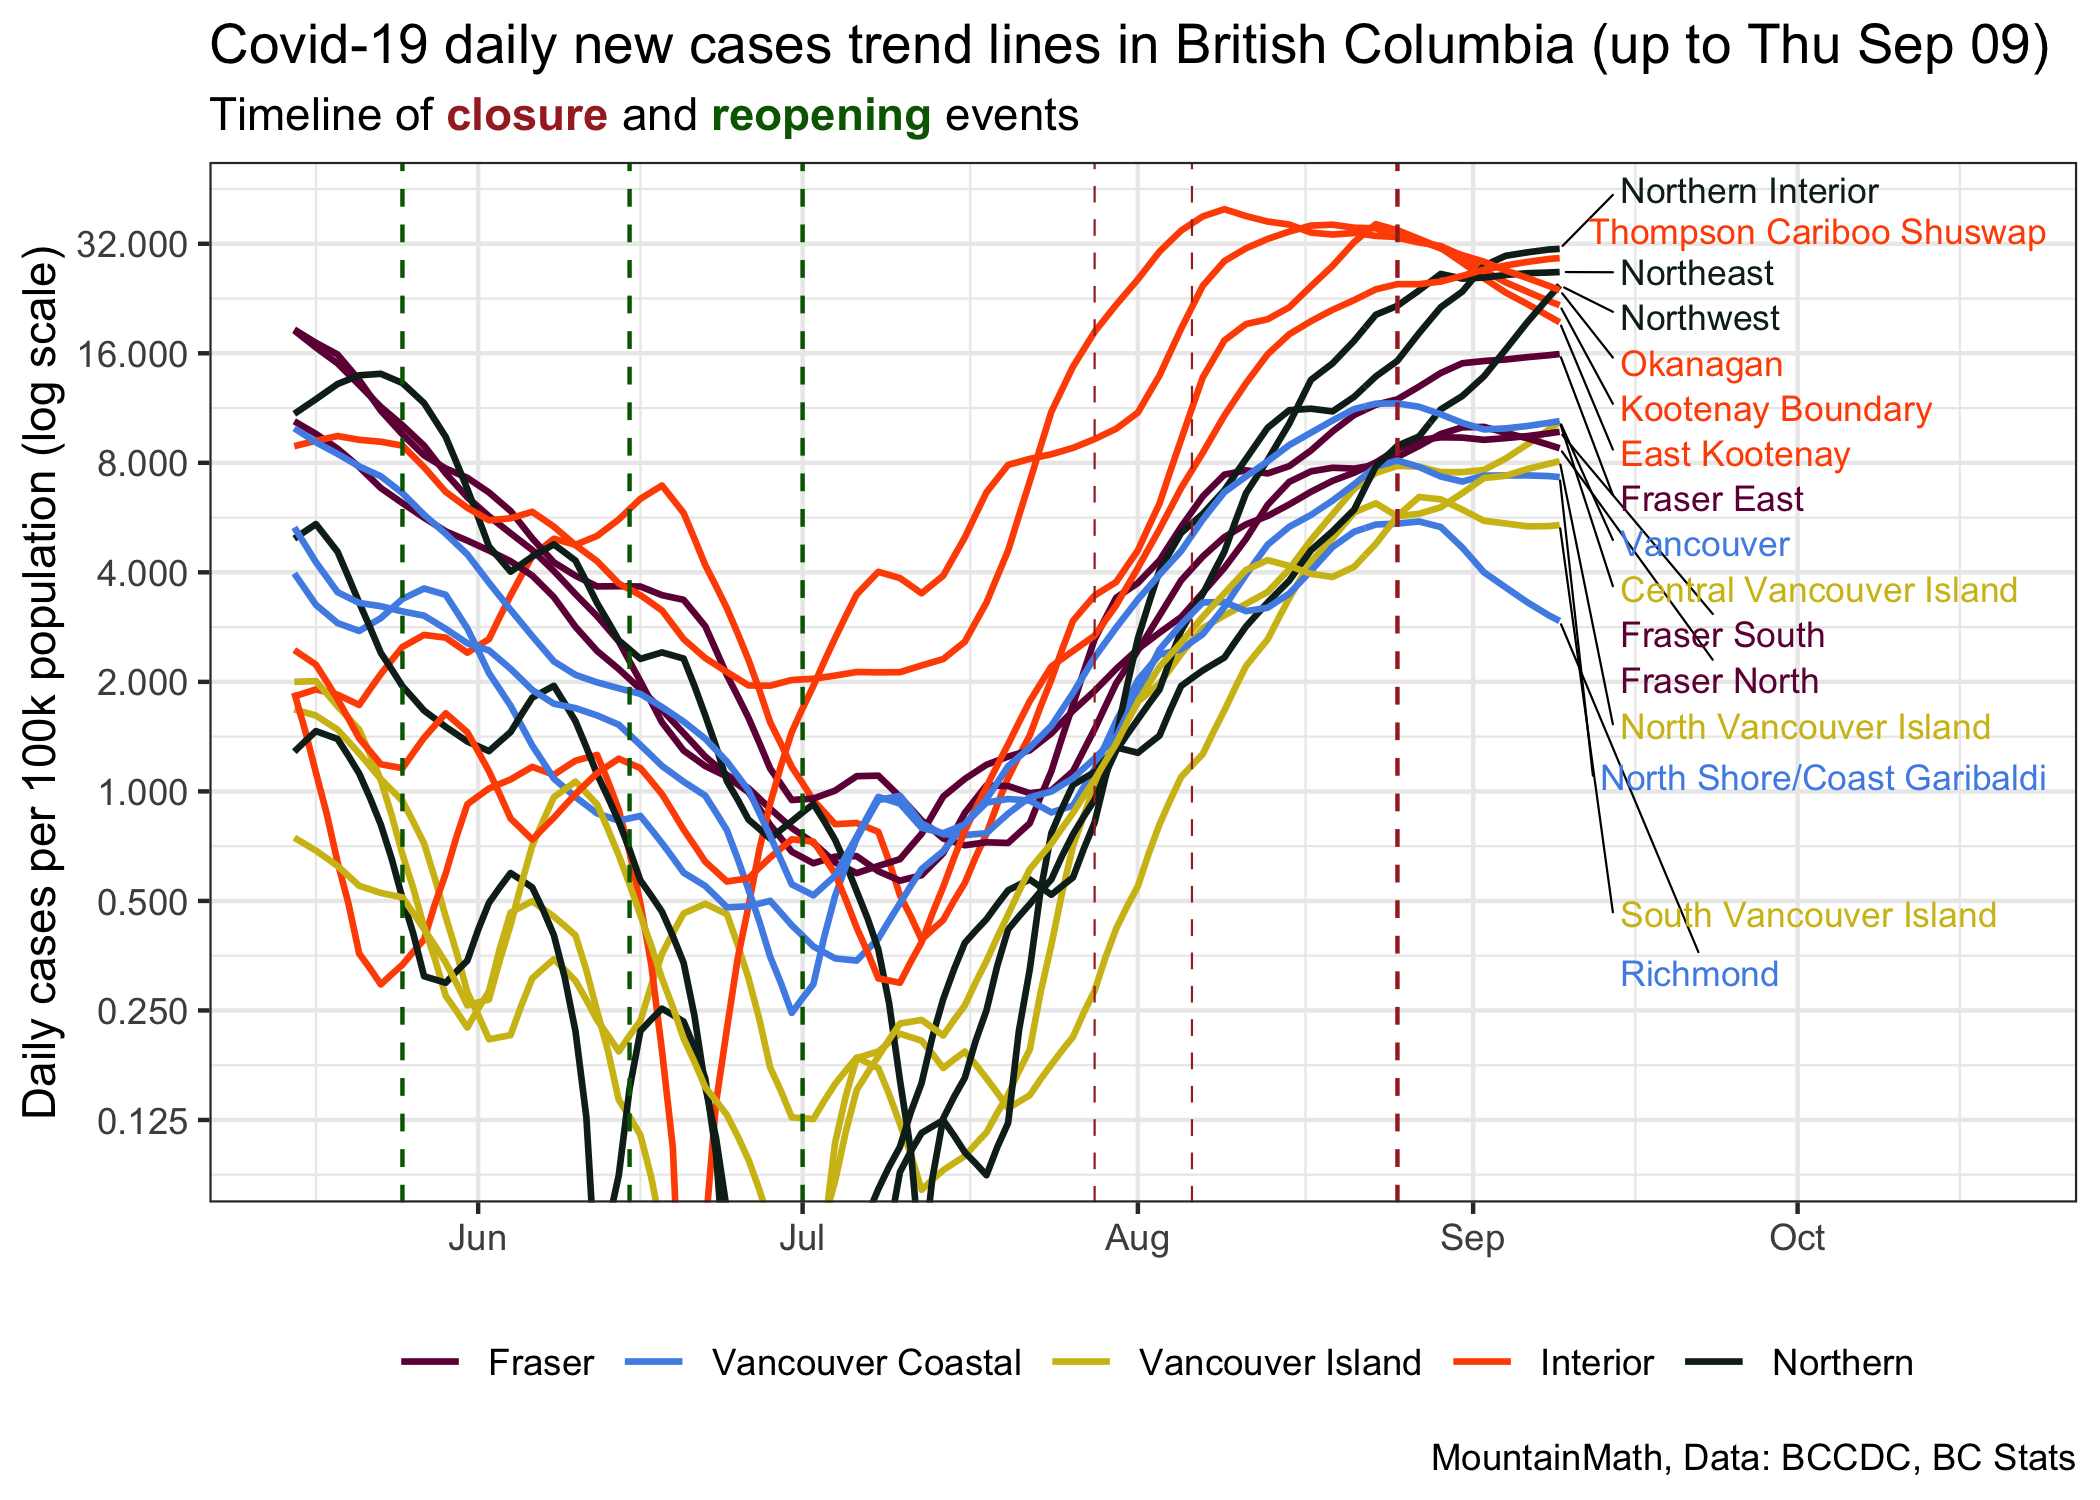 Covid-19 daily new cases trend lines in British Columbia (up to Thu Sep 09)
Timeline of closure and reopening events
Daily cases per 100k population (log scale)
32.000
16.000
8.000
4.000
2.000
1.000
0.500
0.250
0.125
Northern Interior
Thompson Cariboo Shuswap
Northeast
Northwest
Okanagan
Kootenay Boundary
East Kootenay
Fraser East
Vancouver
Central Vancouver Island
Fraser South
Fraser North
North Vancouver Island
North Shore/Coast Garibaldi
South Vancouver Island
Richmond
Jun Jul Aug Sep Oct
Fraser Vancouver Coastal Vancouver Island Interior Northern
MountainMath, Data: BCCDC, BC Stats